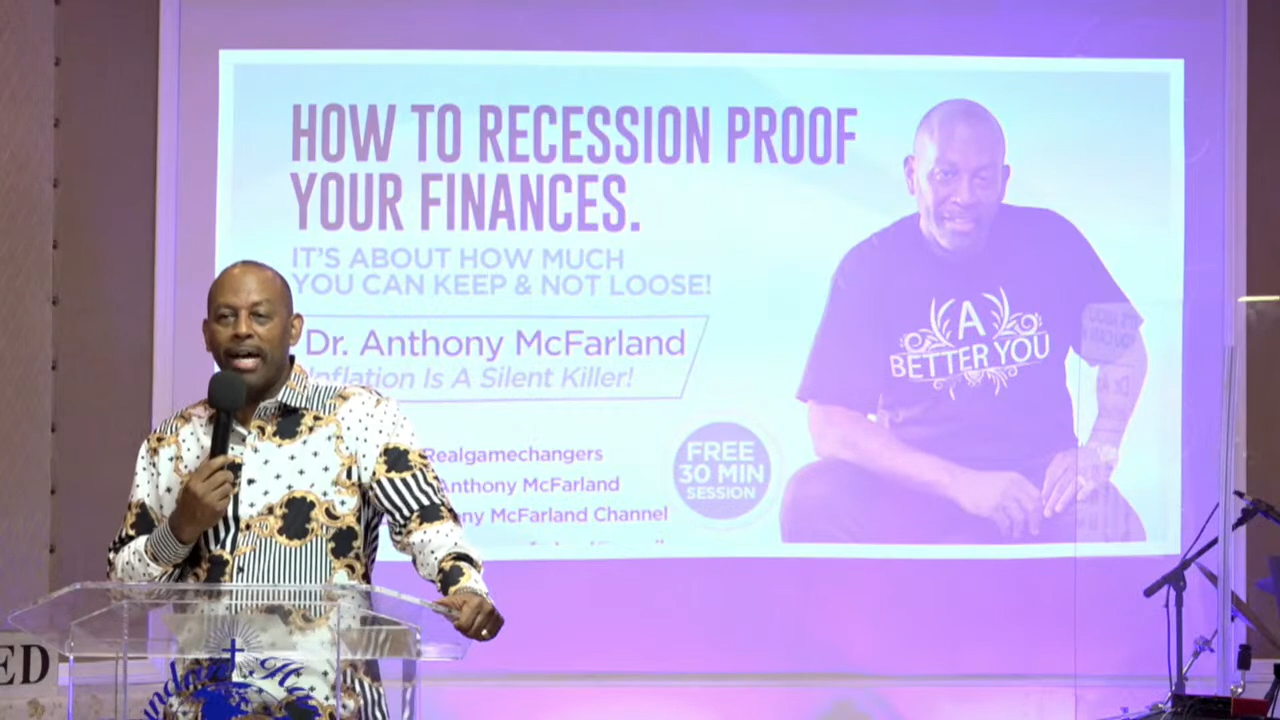 HOW TO RECESSION PROOF
YOUR FINANCES.
IT'S ABOUT HOW MUCH
YOU CAN KEEP & NOT LOOSE!
Dr. Anthony McFarland
Inflation Is A Silent Killer!
Realgamechangers
Anthony McFarland
McFarland Channel
FREE
30 MIN
SESSION
A
BETTER YOU
ED